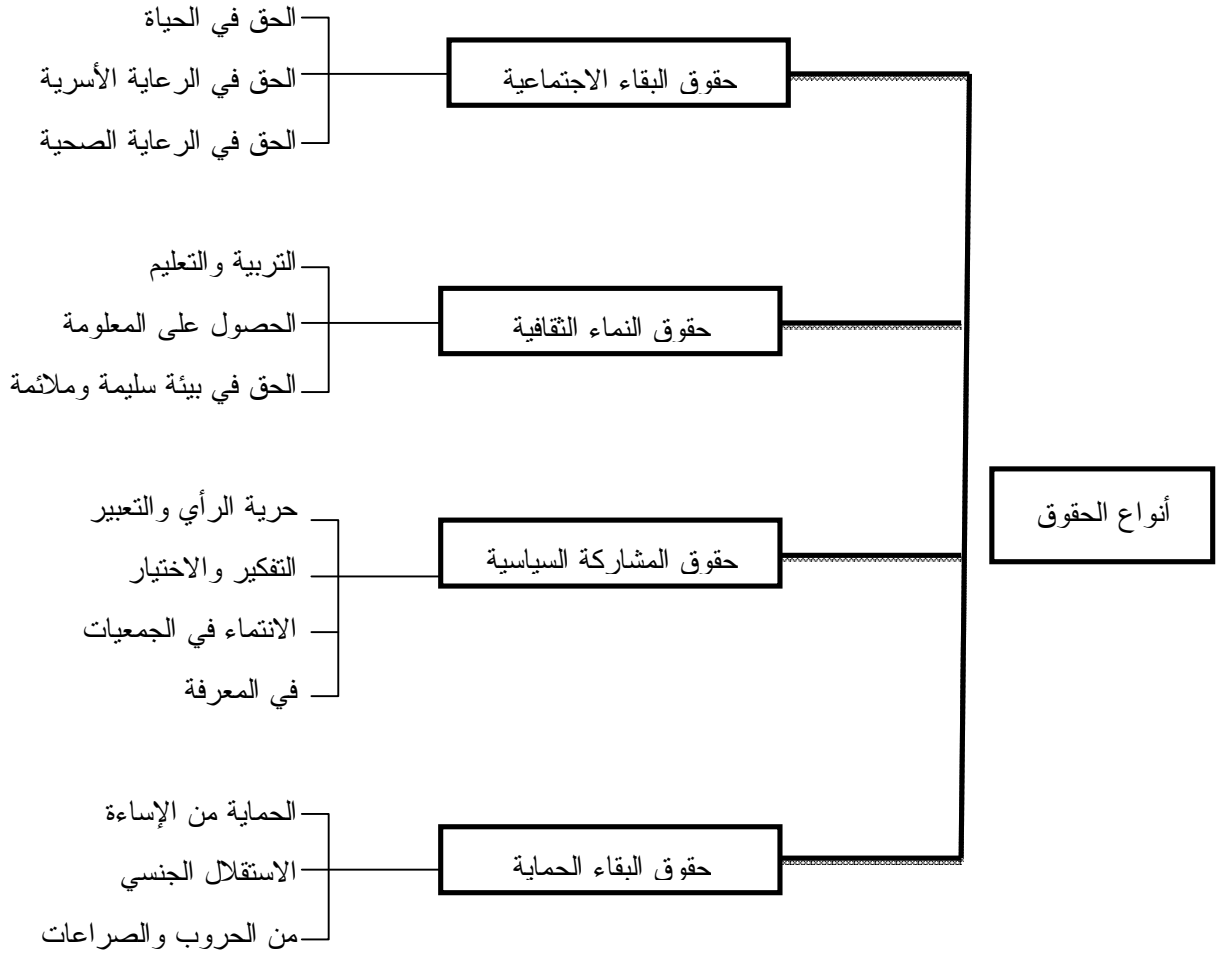 أنواع الحقوق
حقوق البقاء الاجتماعية
الحق في الحياة
الحق في الرعاية الأسرية
الحق في الرعاية الصحية
حقوق النماء الثقافية
التربية والتعليم
الحصول على المعلومة
الحق في بيئة سليمة وملائمة
حقوق المشاركة السياسية
حرية الرأي والتعبير
التفكير والاختيار
الانتماء في الجمعيات
في المعرفة
حقوق البقاء الحماية
الحماية من الإساءة
الاستقلال الجنسي
من الحروب والصراعات